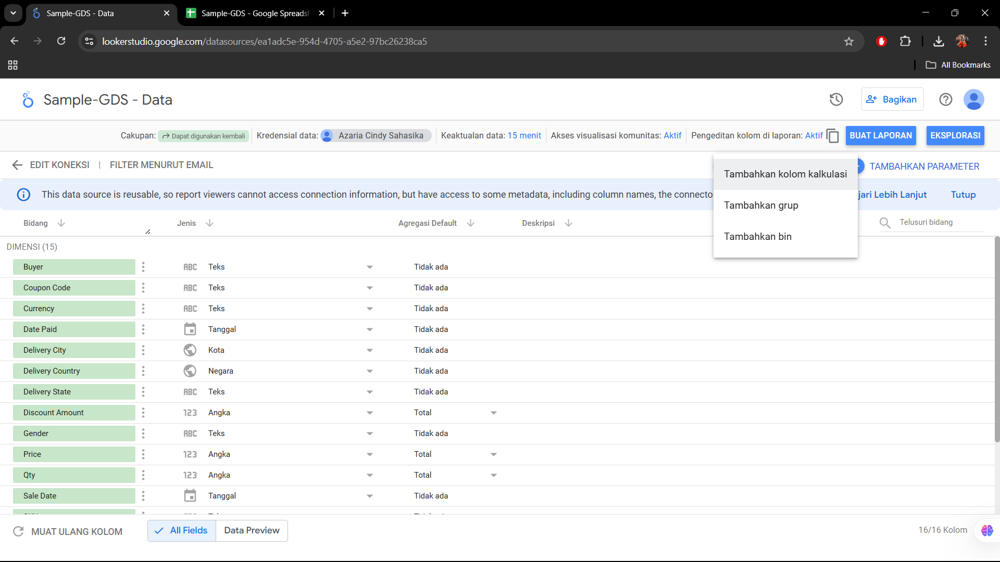 Sample-GDS - Data
Sample-GDS - Google Spreads
lookerstudio.google.com/datasources/ea1adc5e-954d-4705-a5e2-97bc26238ca5
All Bookmarks
Sample-GDS - Data
Bagikan
Cakupan: Dapat digunakan kembali Kredensial data: Azaria Cindy Sahasika Keaktualan data: 15 menit Akses visualisasi komunitas: Aktif Pengeditan kolom di laporan: Aktif BUAT LAPORAN EKSPLORASI
EDIT KONEKSI | FILTER MENURUT EMAIL
TAMBAHKAN PARAMETER
Tambahkan kolom kalkulasi
Tambahkan grup
Tambahkan bin
This data source is reusable, so report viewers cannot access connection information, but have access to some metadata, including column names, the connecto
jari Lebih Lanjut Tutup
Bidang Jenis Agregasi Default Deskripsi Telusuri bidang
DIMENSI (15)
Buyer ABC Teks Tidak ada
Coupon Code ABC Teks Tidak ada
Currency ABC Teks Tidak ada
Date Paid Tanggal Tidak ada
Delivery City Kota Tidak ada
Delivery Country Negara Tidak ada
Delivery State ABC Teks Tidak ada
Discount Amount 123 Angka Total
Gender ABC Teks Tidak ada
Price 123 Angka Total
Qty 123 Angka Total
Sale Date Tanggal Tidak ada
MUAT ULANG KOLOM All Fields Data Preview 16/16 Kolom